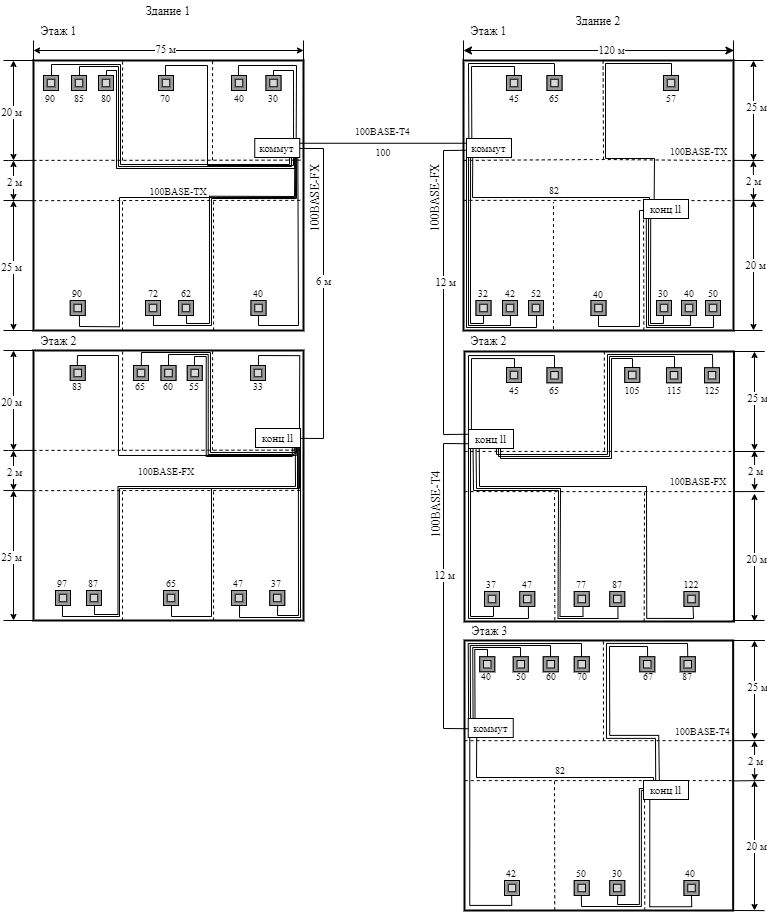 Здание 1
Этаж 1
75 м
20 м
90
85
80
70
40
30
коммут
2 м
100BASE-TX
25 м
90
72
62
40
100BASE-T4
100
100BASE-FX
6 м
Этаж 2
20 м
83
65
60
55
33
конц II
2 м
100BASE-FX
25 м
97
87
65
47
37
Здание 2
Этаж 1
120 м
45
65
57
25 м
коммут
100BASE-TX
2 м
82
конц II
20 м
32
42
52
40
30
40
50
100BASE-FX
12 м
Этаж 2
45
65
105
115
125
25 м
конц II
2 м
100BASE-FX
20 м
37
47
77
87
122
100BASE-T4
12 м
Этаж 3
40
50
60
70
67
87
25 м
коммут
100BASE-T4
2 м
82
конц II
20 м
42
50
30
40